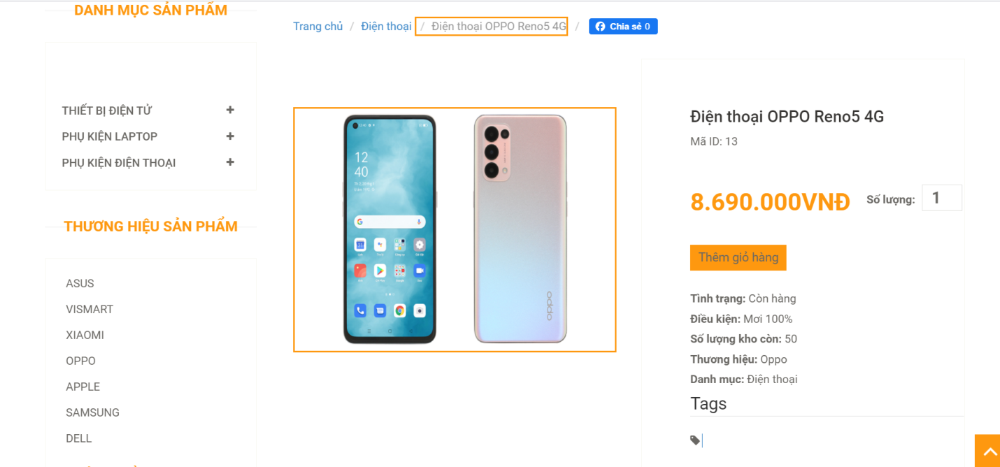 DANH MỤC SẢN PHẨM
THIẾT BỊ ĐIỆN TỬ
PHỤ KIỆN LAPTOP
PHỤ KIỆN ĐIỆN THOẠI
THƯƠNG HIỆU SẢN PHẨM
ASUS
VISMART
XIAOMI
OPPO
APPLE
SAMSUNG
DELL
Trang chủ / Điện thoại / Điện thoại OPPO Reno5 4G / Chia sẻ 0
12
40
oppo
Điện thoại OPPO Reno5 4G
Mã ID: 13
8.690.000VNĐ Số lượng: 1
Thêm giỏ hàng
Tình trạng: Còn hàng
Điều kiện: Mơi 100%
Số lượng kho còn: 50
Thương hiệu: Oppo
Danh mục: Điện thoại
Tags